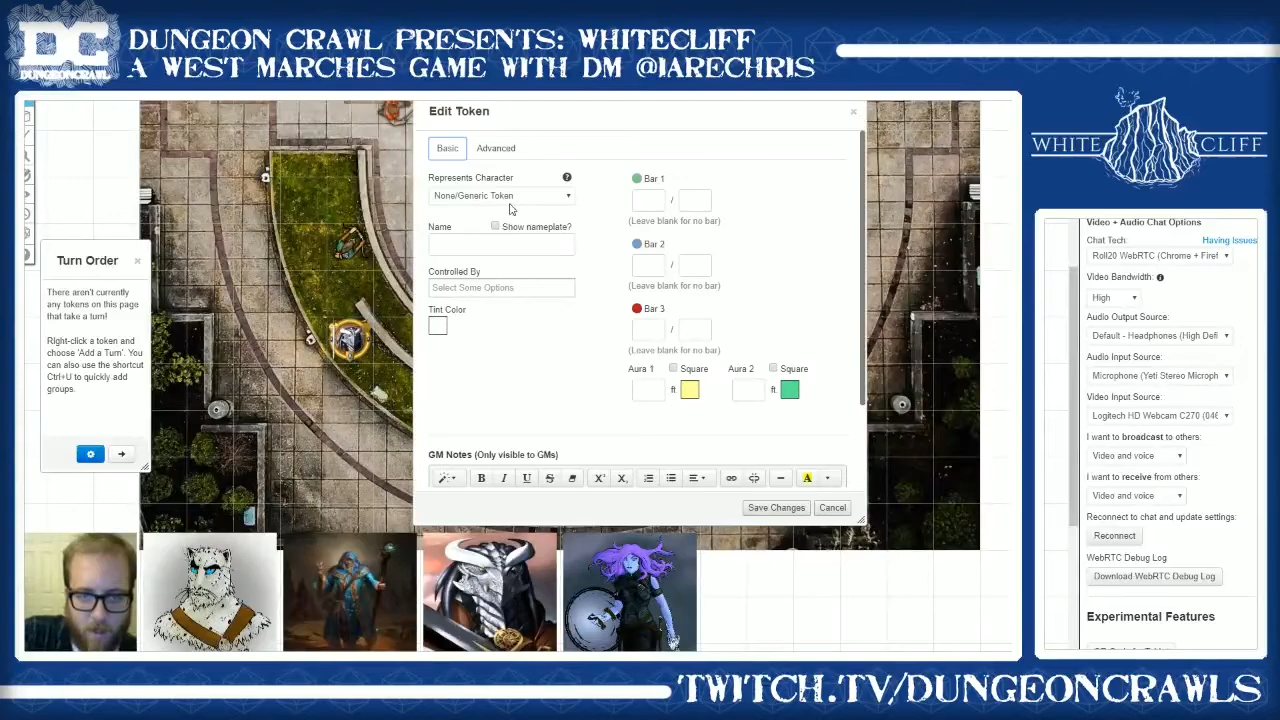 DC
DUNGEONCRAWL
DUNGEON CRAWL PRESENTS: WHITECLIFF
A WEST MARCHES GAME WITH DM @IARECHRIS
WHITE CLIFF
Edit Token
×
Basic
Advanced
Represents Character
None/Generic Token
Name
Show nameplate?
Controlled By
Select Some Options
Tint Color
Bar 1
/
(Leave blank for no bar)
Bar 2
/
(Leave blank for no bar)
Bar 3
/
(Leave blank for no bar)
Aura 1
Square
Aura 2
Square
ft
ft.
GM Notes (Only visible to GMs)
B I U S X² X, A
Save Changes
Cancel
Turn Order
×
There aren't currently
any tokens on this page
that take a turn!
Right-click a token and
choose 'Add a Turn'. You
can also use the shortcut
Ctrl+U to quickly add
groups.
Video + Audio Chat Options
Chat Tech:
Having Issues
Roll20 WebRTC (Chrome + Firef
Video Bandwidth:
High
Audio Output Source:
Default - Headphones (High Defi
Audio Input Source:
Microphone (Yeti Stereo Microph
Video Input Source:
Logitech HD Webcam C270 (046
I want to broadcast to others:
Video and voice
I want to receive from others:
Video and voice
Reconnect to chat and update settings:
Reconnect
WebRTC Debug Log
Download WebRTC Debug Log
Experimental Features
TWITCH.TV/DUNGEONCRAWLS